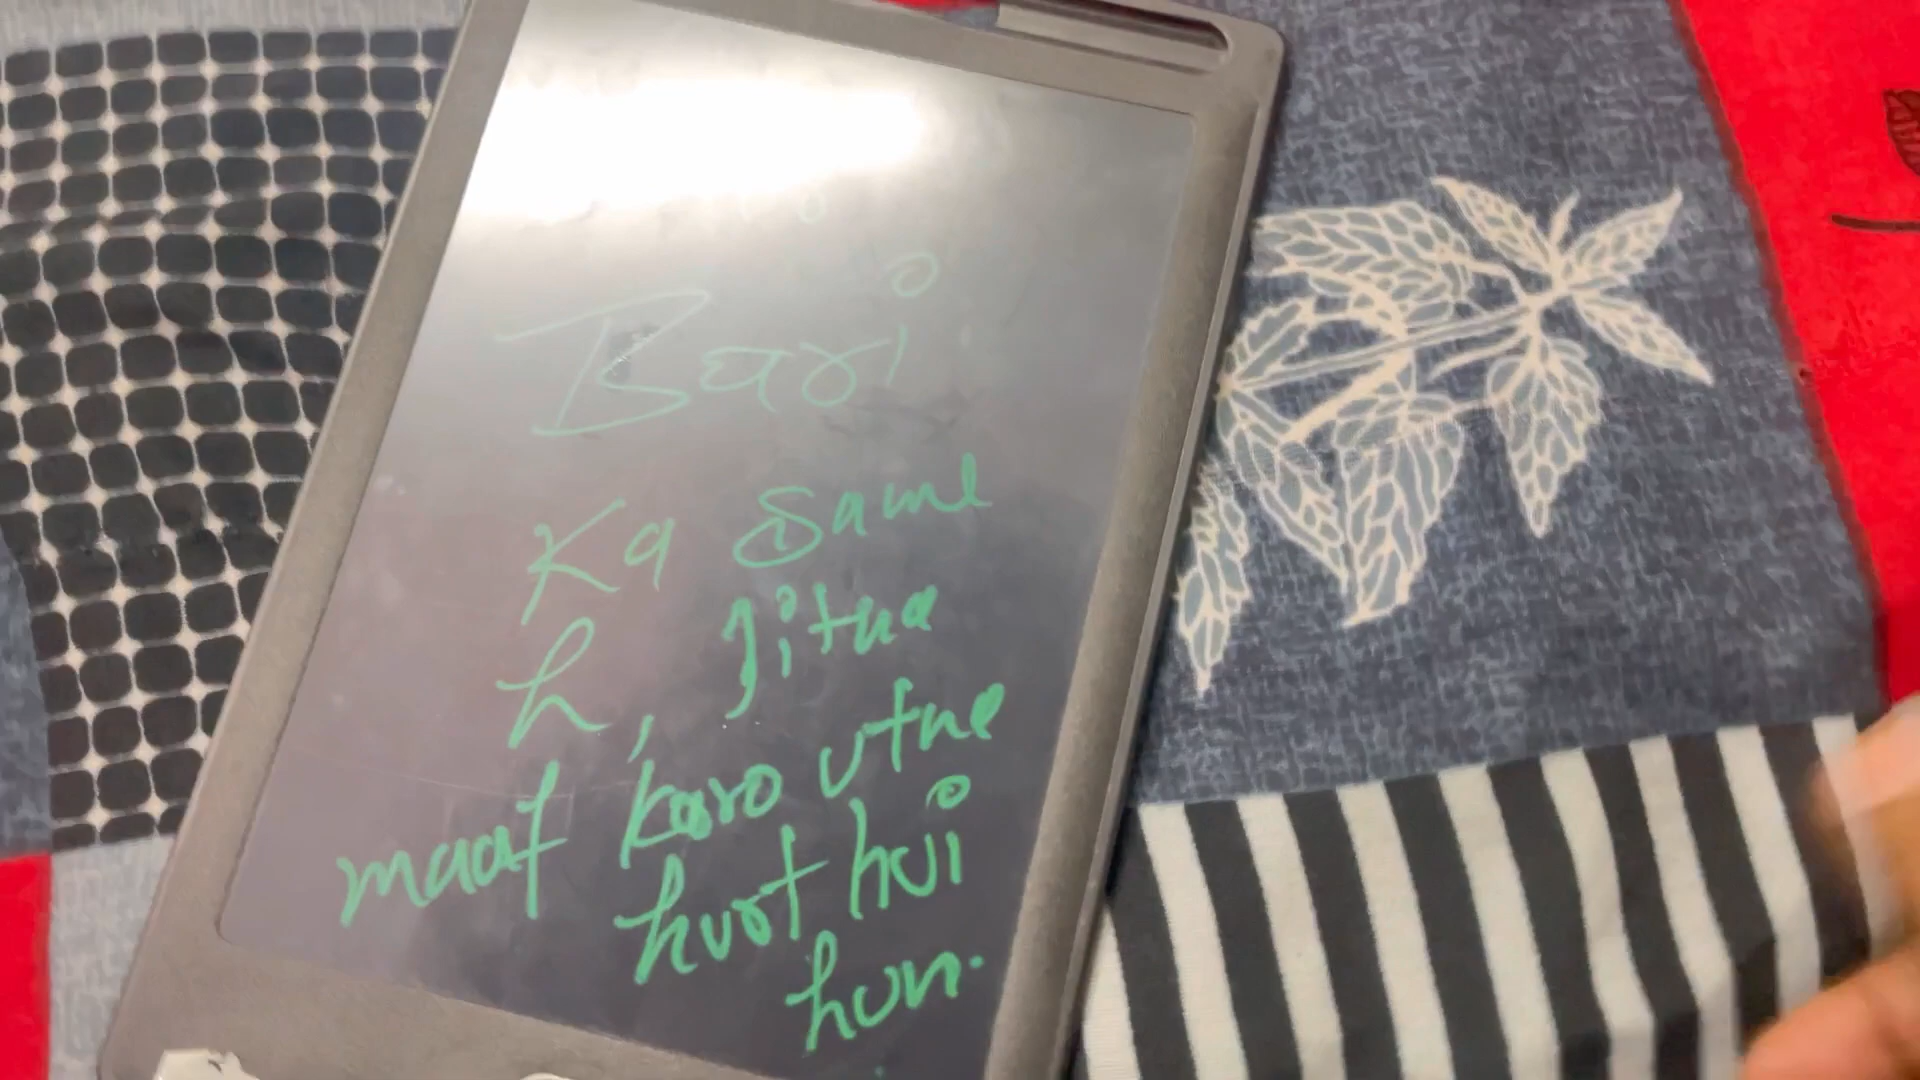 Bari
Ka Same
h, Jitna
maaf karo utne
hurt hui
hun.